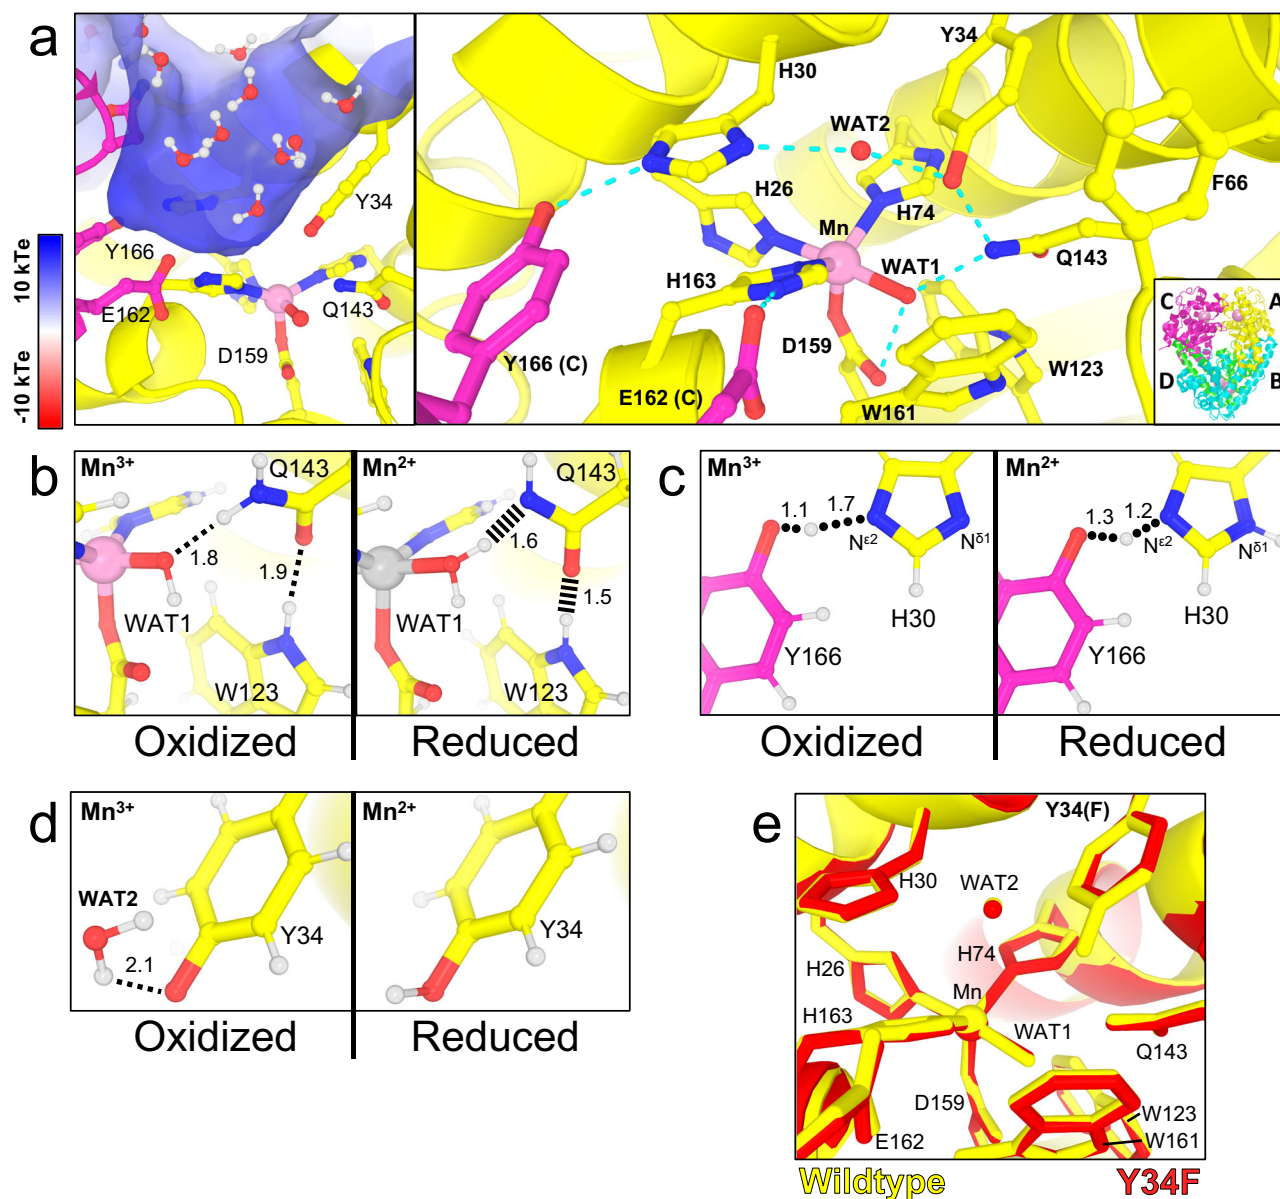 a
Y34
Y166
E162
Q143
D159
10 kTe
-10 kTe
H30
Y34
WAT2
F66
H26
H74
Mn
WAT1
Q143
H163
D159
W123
Y166 (C)
E162 (C)
W161
C A
D B
b
Mn³⁺
Q143
1.8
1.9
WAT1
W123
Oxidized
Mn²⁺
Q143
1.6
1.5
WAT1
W123
Reduced
c
Mn³⁺
1.1
1.7
Nε2
Nδ1
H30
Y166
Oxidized
Mn²⁺
1.3
1.2
Nε2
Nδ1
H30
Y166
Reduced
d
Mn³⁺
WAT2
2.1
Y34
Oxidized
Mn²⁺
Y34
Reduced
e
Y34(F)
H30
WAT2
H74
H26
Mn
H163
WAT1
Q143
D159
W123
E162
W161
Wildtype
Y34F